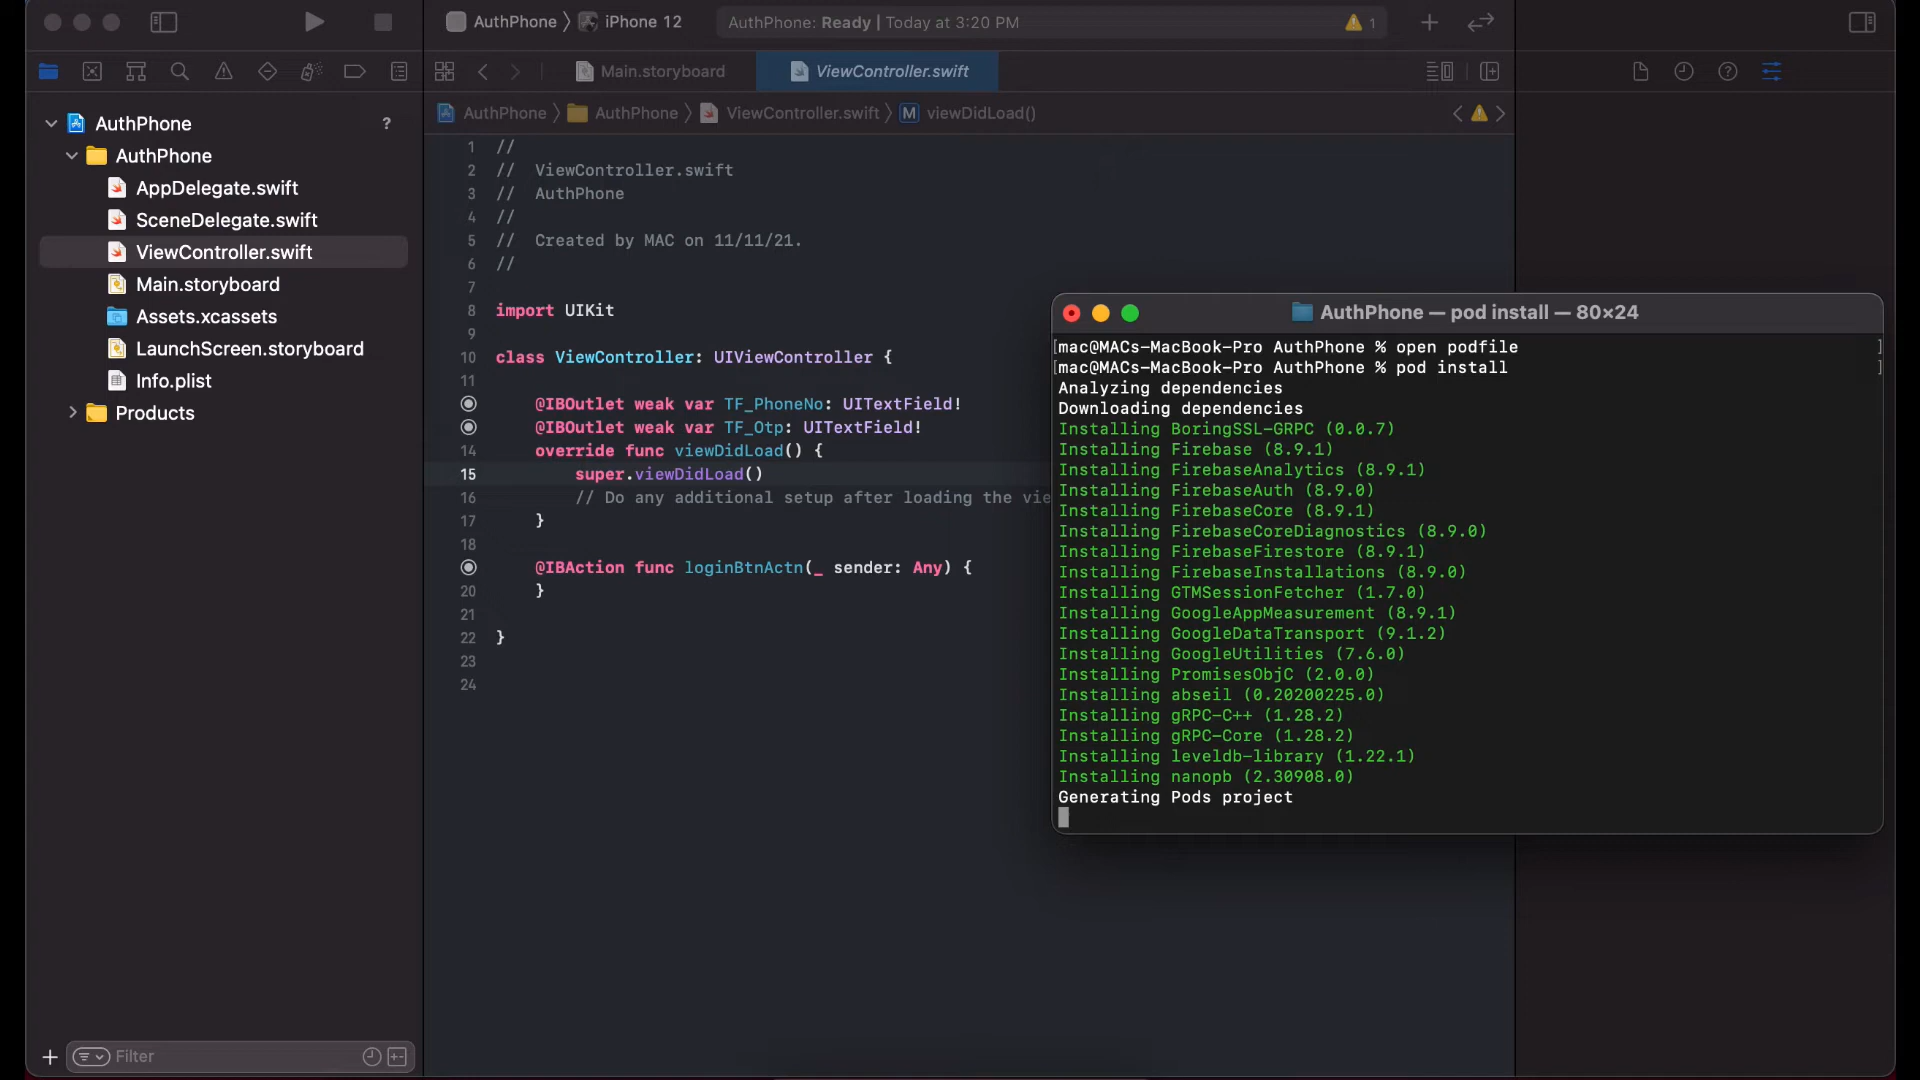 AuthPhone
iPhone 12
AuthPhone: Ready | Today at 3:20 PM
1
Main.storyboard
ViewController.swift
AuthPhone
AuthPhone
ViewController.swift
M
viewDidLoad()
AuthPhone
?
AuthPhone
AppDelegate.swift
SceneDelegate.swift
ViewController.swift
Main.storyboard
Assets.xcassets
LaunchScreen.storyboard
Info.plist
Products
Filter
1 //
2 //  ViewController.swift
3 //  AuthPhone
4 //
5 //  Created by MAC on 11/11/21.
6 //
7
8 import UIKit
9
10 class ViewController: UIViewController {
11
@IBOutlet weak var TF_PhoneNo: UITextField!
@IBOutlet weak var TF_Otp: UITextField!
14 override func viewDidLoad() {
15 super.viewDidLoad()
16 // Do any additional setup after loading the vie
17 }
18
@IBAction func loginBtnActn(_ sender: Any) {
20 }
21
22 }
23
24
AuthPhone — pod install — 80×24
[mac@MACs-MacBook-Pro AuthPhone % open podfile ]
[mac@MACs-MacBook-Pro AuthPhone % pod install ]
Analyzing dependencies
Downloading dependencies
Installing BoringSSL-GRPC (0.0.7)
Installing Firebase (8.9.1)
Installing FirebaseAnalytics (8.9.1)
Installing FirebaseAuth (8.9.0)
Installing FirebaseCore (8.9.1)
Installing FirebaseCoreDiagnostics (8.9.0)
Installing FirebaseFirestore (8.9.1)
Installing FirebaseInstallations (8.9.0)
Installing GTMSessionFetcher (1.7.0)
Installing GoogleAppMeasurement (8.9.1)
Installing GoogleDataTransport (9.1.2)
Installing GoogleUtilities (7.6.0)
Installing PromisesObjC (2.0.0)
Installing abseil (0.20200225.0)
Installing gRPC-C++ (1.28.2)
Installing gRPC-Core (1.28.2)
Installing leveldb-library (1.22.1)
Installing nanopb (2.30908.0)
Generating Pods project